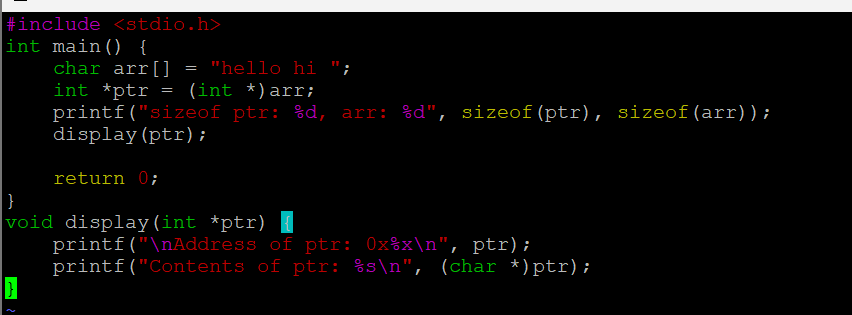 #include <stdio.h>
int main() {
    char arr[] = "hello hi ";
    int *ptr = (int *)arr;
    printf("sizeof ptr: %d, arr: %d", sizeof(ptr), sizeof(arr));
    display(ptr);

    return 0;
}
void display(int *ptr) {
    printf("\nAddress of ptr: 0x%x\n", ptr);
    printf("Contents of ptr: %s\n", (char *)ptr);
}
~